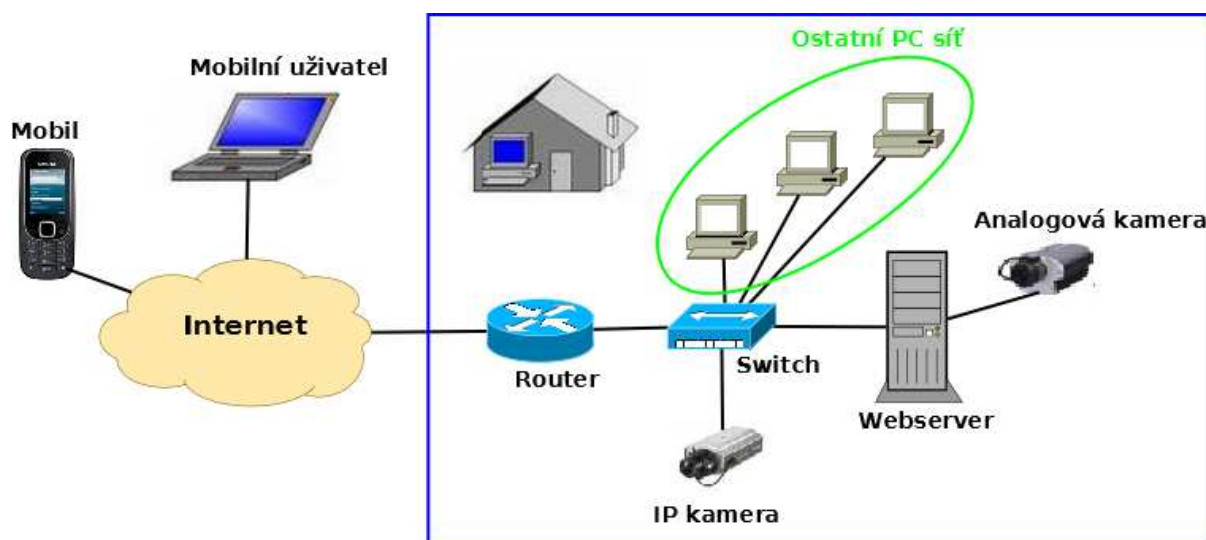 Ostatní PC síť
Mobilní uživatel
Mobil
Analogová kamera
Internet
Router
Switch
Webserver
IP kamera